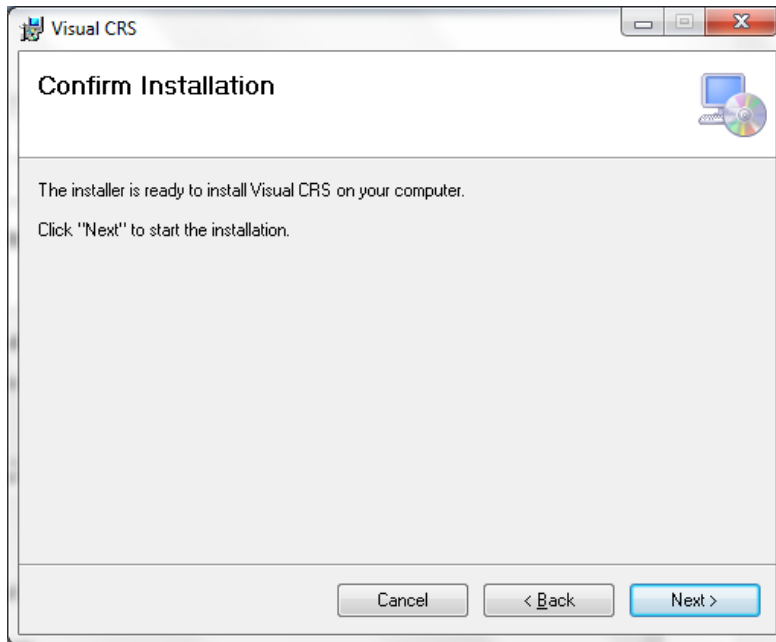 Visual CRS
Confirm Installation
The installer is ready to install Visual CRS on your computer.
Click "Next" to start the installation.
Cancel
< Back
Next >